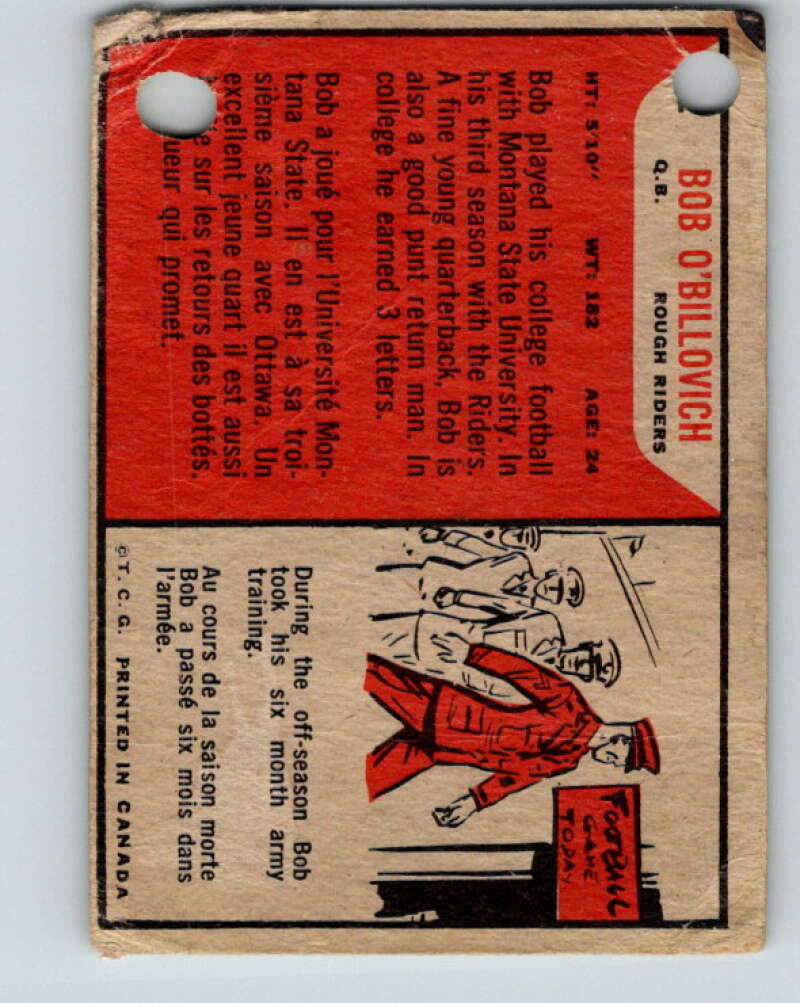 BOB O'BILLOVICH
Q.B. ROUGH RIDERS
HT: 5'10" WT: 182 AGE: 24
Bob played his college football
with Montana State University. In
his third season with the Riders.
A fine young quarterback, Bob is
also a good punt return man. In
college he earned 3 letters.
Bob a joué pour l'Université Mon-
tana State. Il en est à sa troi-
sième saison avec Ottawa. Un
excellent jeune quart il est aussi
sur les retours des bottés.
qui promet.
FOOTBALL
GAME
TODAY
During the off-season Bob
took his six month army
training.
Au cours de la saison morte
Bob a passé six mois dans
l'armée.
©T. C. G. PRINTED IN CANADA